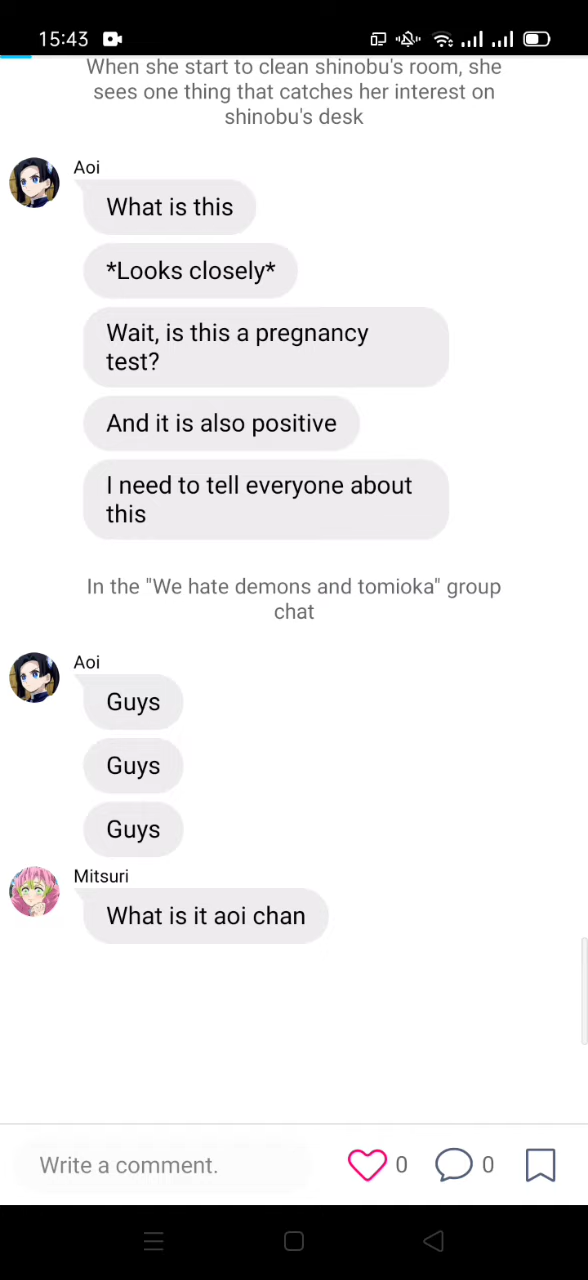 15:43
When she start to clean shinobu's room, she
sees one thing that catches her interest on
shinobu's desk
Aoi
What is this
*Looks closely*
Wait, is this a pregnancy
test?
And it is also positive
I need to tell everyone about
this
In the "We hate demons and tomioka" group
chat
Aoi
Guys
Guys
Guys
Mitsuri
What is it aoi chan
Write a comment.
0
0